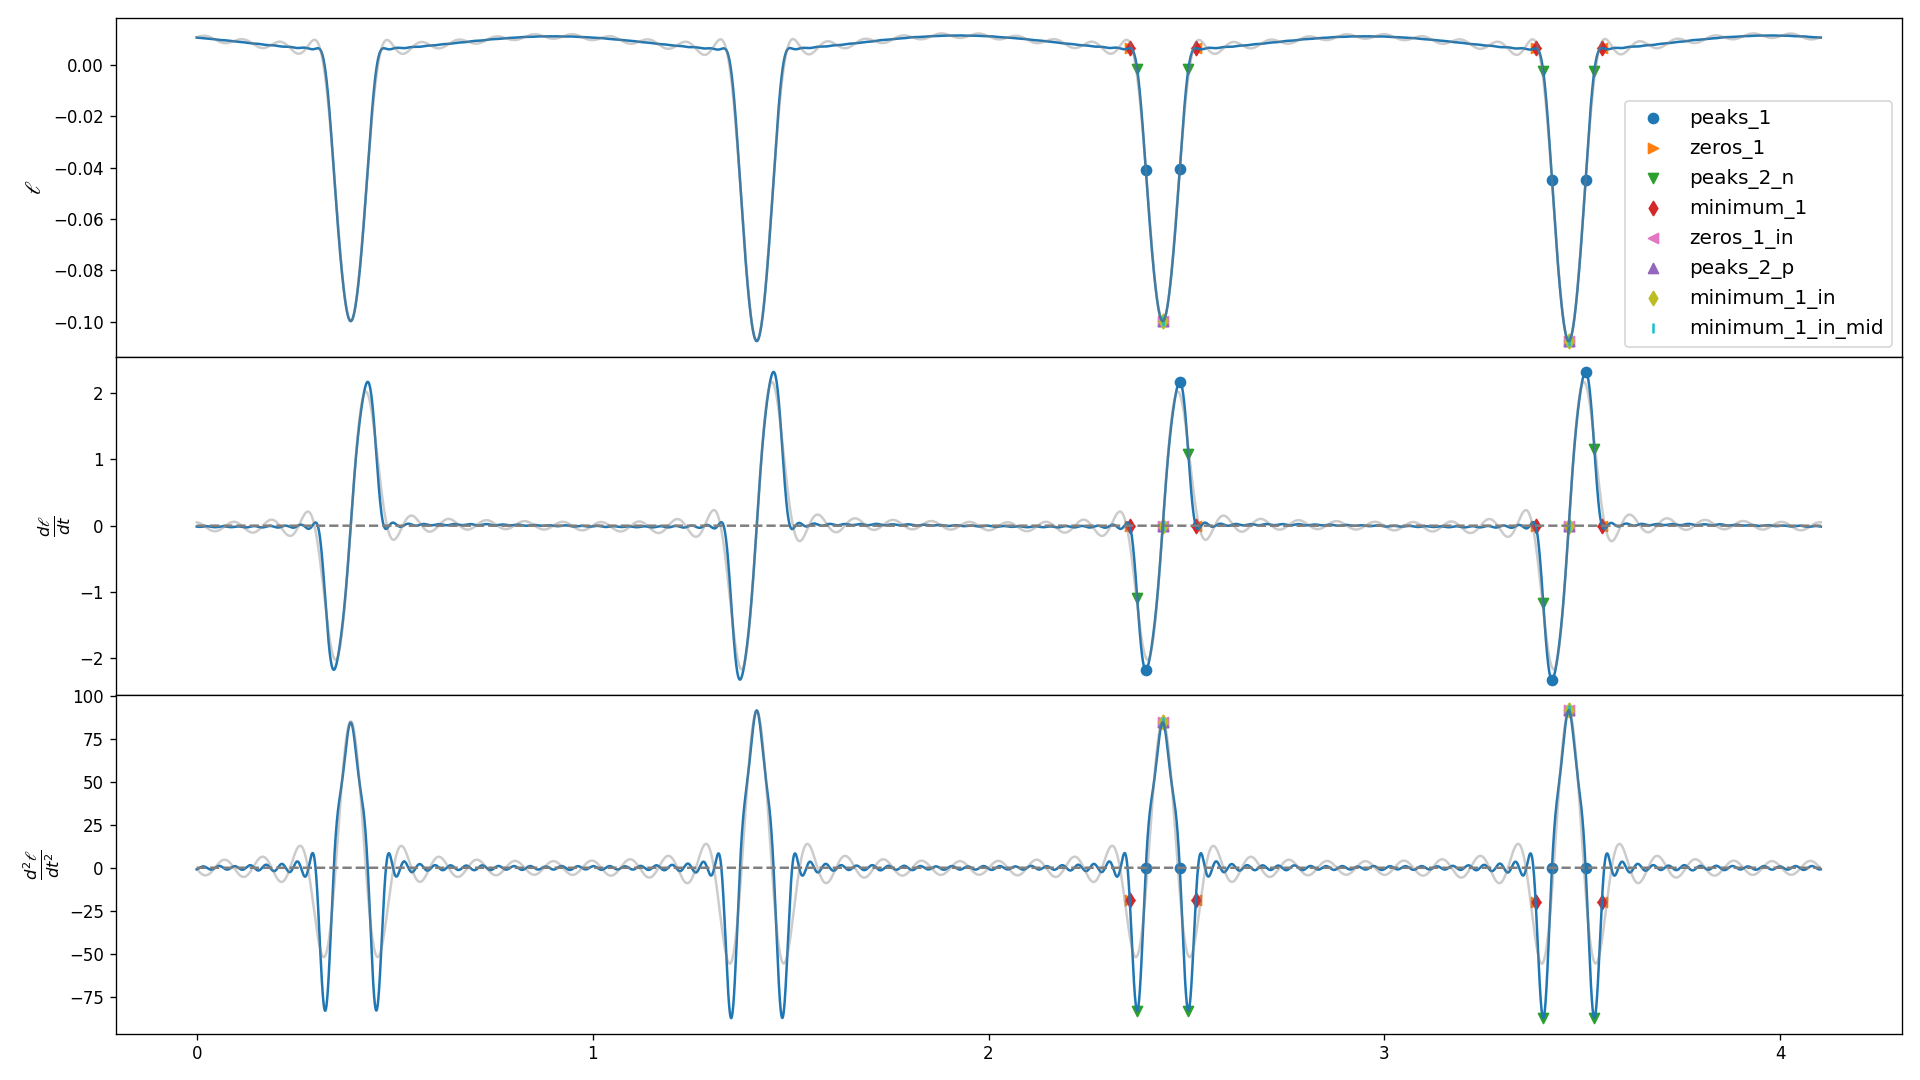 0.00
−0.02
−0.04
−0.06
−0.08
−0.10
ℓ
peaks_1
zeros_1
peaks_2_n
minimum_1
zeros_1_in
peaks_2_p
minimum_1_in
minimum_1_in_mid
2
1
0
−1
−2
dℓ
dt
100
75
50
25
0
−25
−50
−75
d²ℓ
dt²
0 1 2 3 4